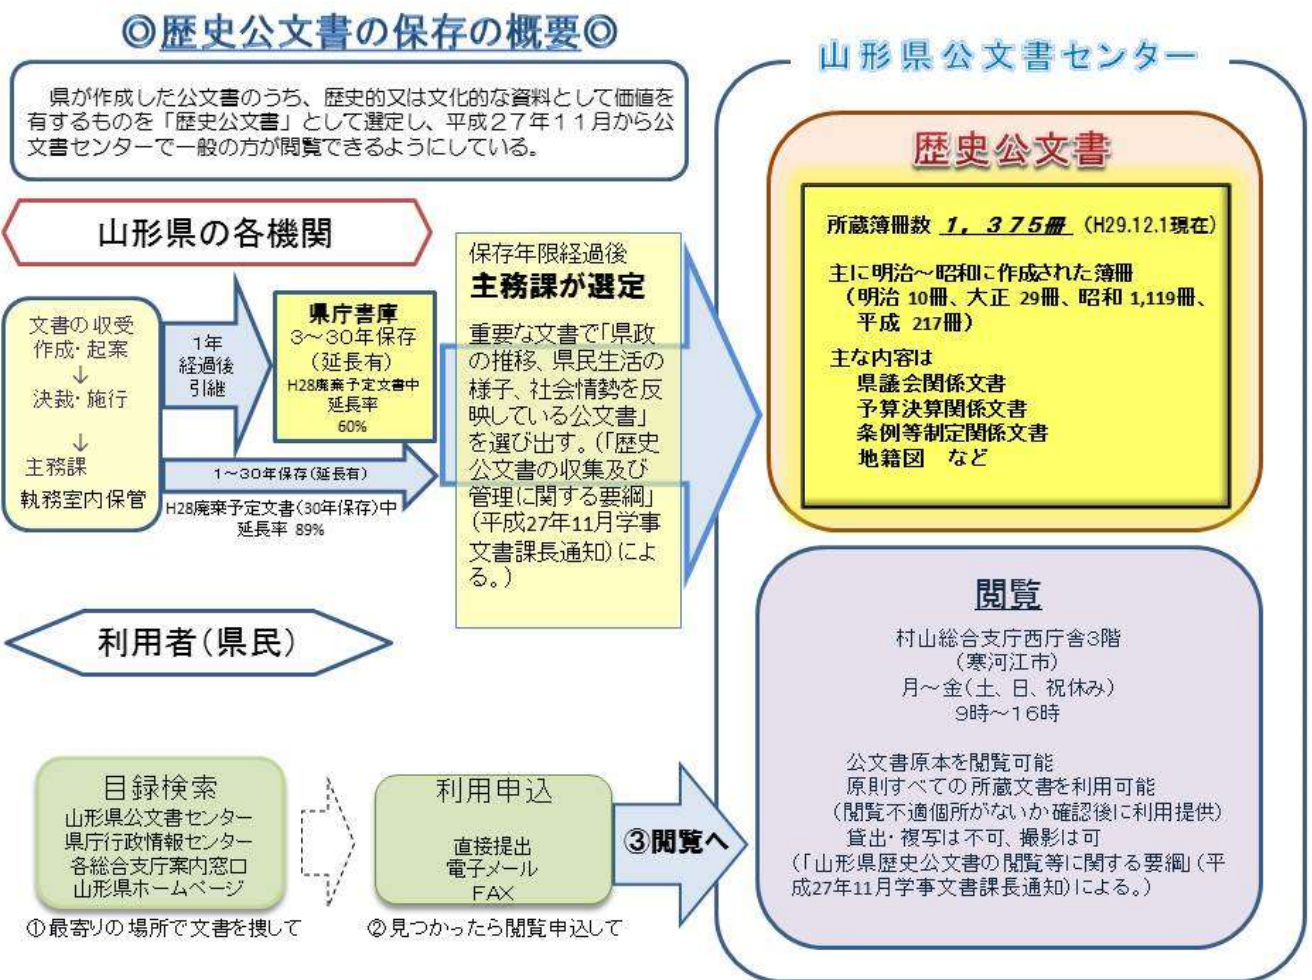 ◎歴史公文書の保存の概要◎
県が作成した公文書のうち、歴史的又は文化的な資料として価値を
有するものを「歴史公文書」として選定し、平成２７年１１月から公
文書センターで一般の方が閲覧できるようにしている。
山形県の各機関
文書の収受
作成・起案
↓
決裁・施行
↓
主務課
執務室内保管
1年
経過後
引継
県庁書庫
3～30年保存
(延長有)
H28廃棄予定文書中
延長率
60%
1～30年保存(延長有)
H28廃棄予定文書(30年保存)中
延長率 89%
保存年限経過後
主務課が選定
重要な文書で「県政
の推移、県民生活の
様子、社会情勢を反
映している公文書」
を選び出す。(「歴史
公文書の収集及び
管理に関する要綱」
(平成27年11月学事
文書課長通知)によ
る。)
山形県公文書センター
歴史公文書
所蔵簿冊数 １，３７５冊 (H29.12.1現在)
主に明治～昭和に作成された簿冊
(明治 10冊、大正 29冊、昭和 1,119冊、
平成 217冊)
主な内容は
県議会関係文書
予算決算関係文書
条例等制定関係文書
地籍図 など
閲覧
村山総合支庁西庁舎3階
(寒河江市)
月～金(土、日、祝休み)
9時～16時
公文書原本を閲覧可能
原則すべての所蔵文書を利用可能
(閲覧不適個所がないか確認後に利用提供)
貸出・複写は不可、撮影は可
(「山形県歴史公文書の閲覧等に関する要綱」(平
成27年11月学事文書課長通知)による。)
利用者(県民)
目録検索
山形県公文書センター
県庁行政情報センター
各総合支庁案内窓口
山形県ホームページ
①最寄りの場所で文書を捜して
利用申込
直接提出
電子メール
FAX
②見つかったら閲覧申込して
③閲覧へ